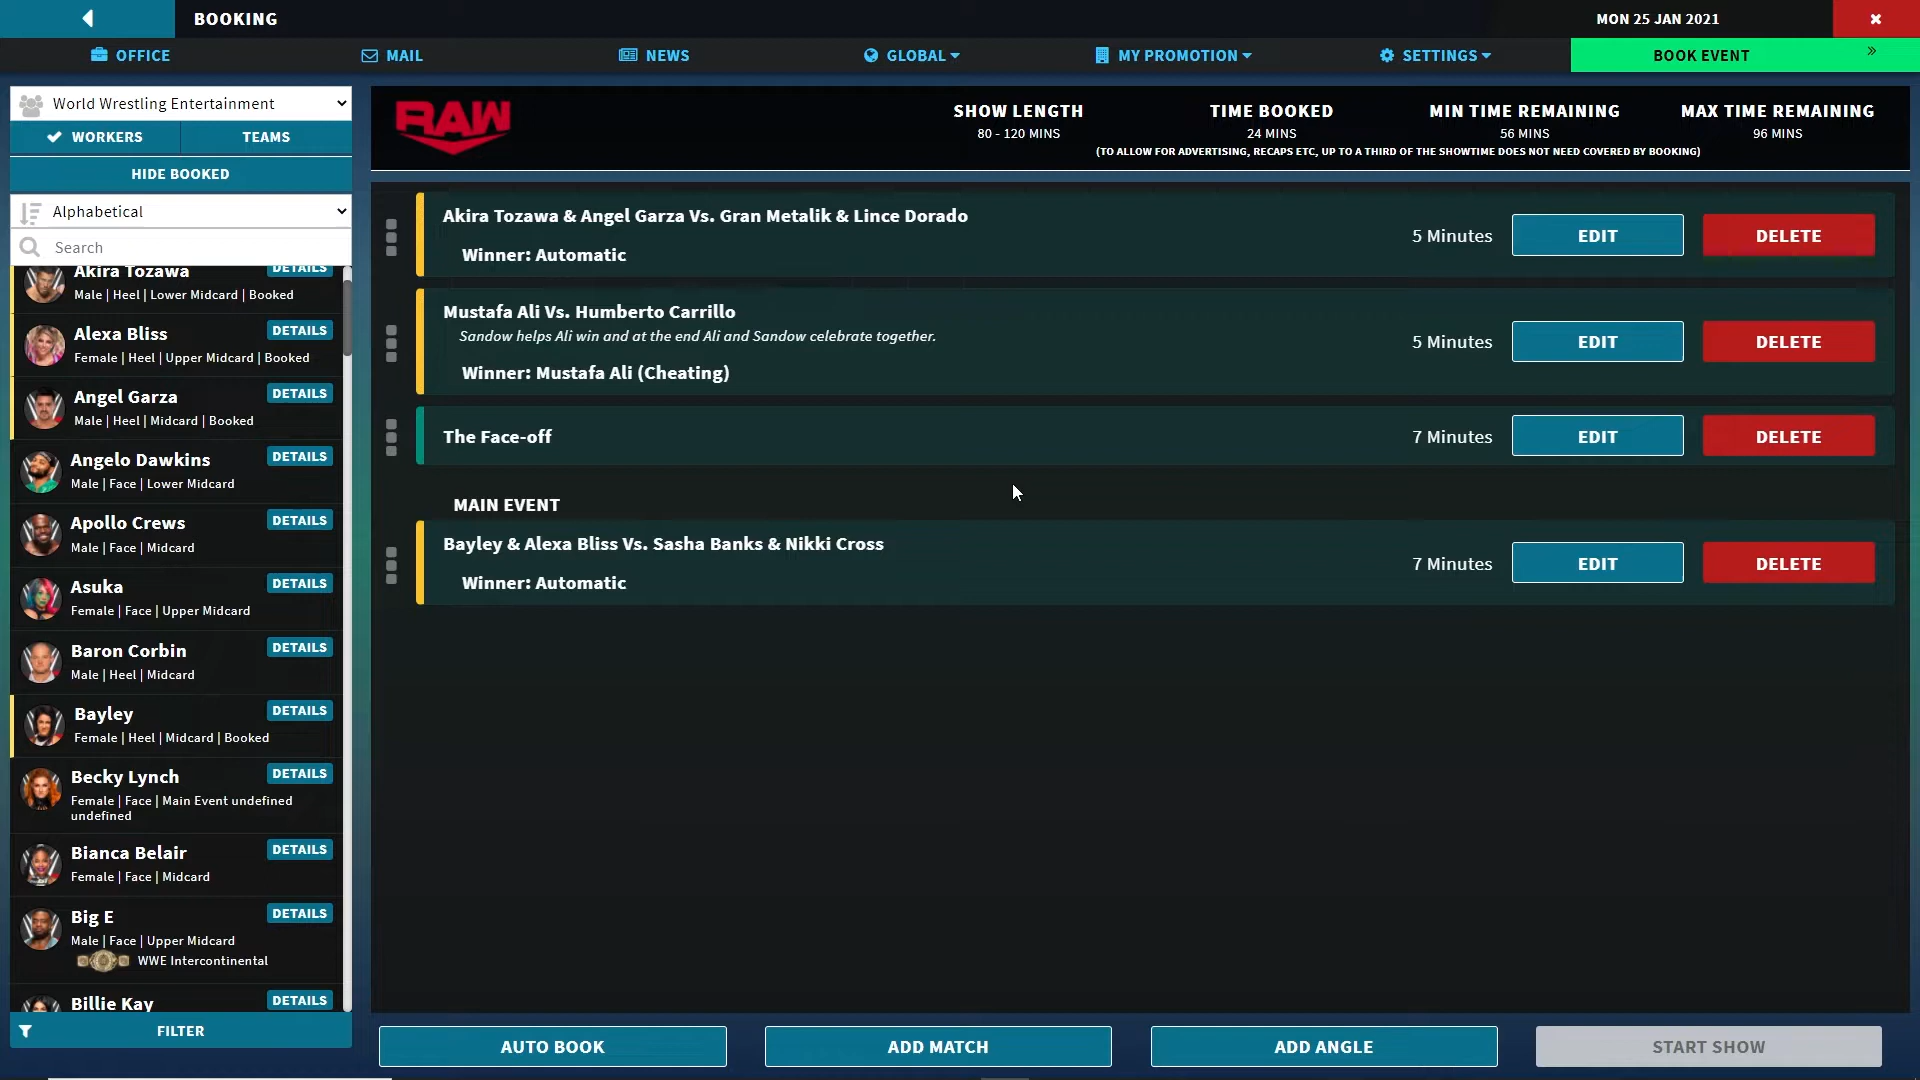 BOOKING
MON 25 JAN 2021
OFFICE
MAIL
NEWS
GLOBAL
MY PROMOTION
SETTINGS
BOOK EVENT
World Wrestling Entertainment
WORKERS
TEAMS
HIDE BOOKED
Alphabetical
Search
Akira Tozawa
DETAILS
Male | Heel | Lower Midcard | Booked
Alexa Bliss
DETAILS
Female | Heel | Upper Midcard | Booked
Angel Garza
DETAILS
Male | Heel | Midcard | Booked
Angelo Dawkins
DETAILS
Male | Face | Lower Midcard
Apollo Crews
DETAILS
Male | Face | Midcard
Asuka
DETAILS
Female | Face | Upper Midcard
Baron Corbin
DETAILS
Male | Heel | Midcard
Bayley
DETAILS
Female | Heel | Midcard | Booked
Becky Lynch
DETAILS
Female | Face | Main Event undefined
undefined
Bianca Belair
DETAILS
Female | Face | Midcard
Big E
DETAILS
Male | Face | Upper Midcard
WWE Intercontinental
Billie Kay
DETAILS
FILTER
RAW
SHOW LENGTH
80 - 120 MINS
TIME BOOKED
24 MINS
MIN TIME REMAINING
56 MINS
MAX TIME REMAINING
96 MINS
(TO ALLOW FOR ADVERTISING, RECAPS ETC, UP TO A THIRD OF THE SHOWTIME DOES NOT NEED COVERED BY BOOKING)
Akira Tozawa & Angel Garza Vs. Gran Metalik & Lince Dorado
Winner: Automatic
5 Minutes
EDIT
DELETE
Mustafa Ali Vs. Humberto Carrillo
Sandow helps Ali win and at the end Ali and Sandow celebrate together.
Winner: Mustafa Ali (Cheating)
5 Minutes
EDIT
DELETE
The Face-off
7 Minutes
EDIT
DELETE
MAIN EVENT
Bayley & Alexa Bliss Vs. Sasha Banks & Nikki Cross
Winner: Automatic
7 Minutes
EDIT
DELETE
AUTO BOOK
ADD MATCH
ADD ANGLE
START SHOW